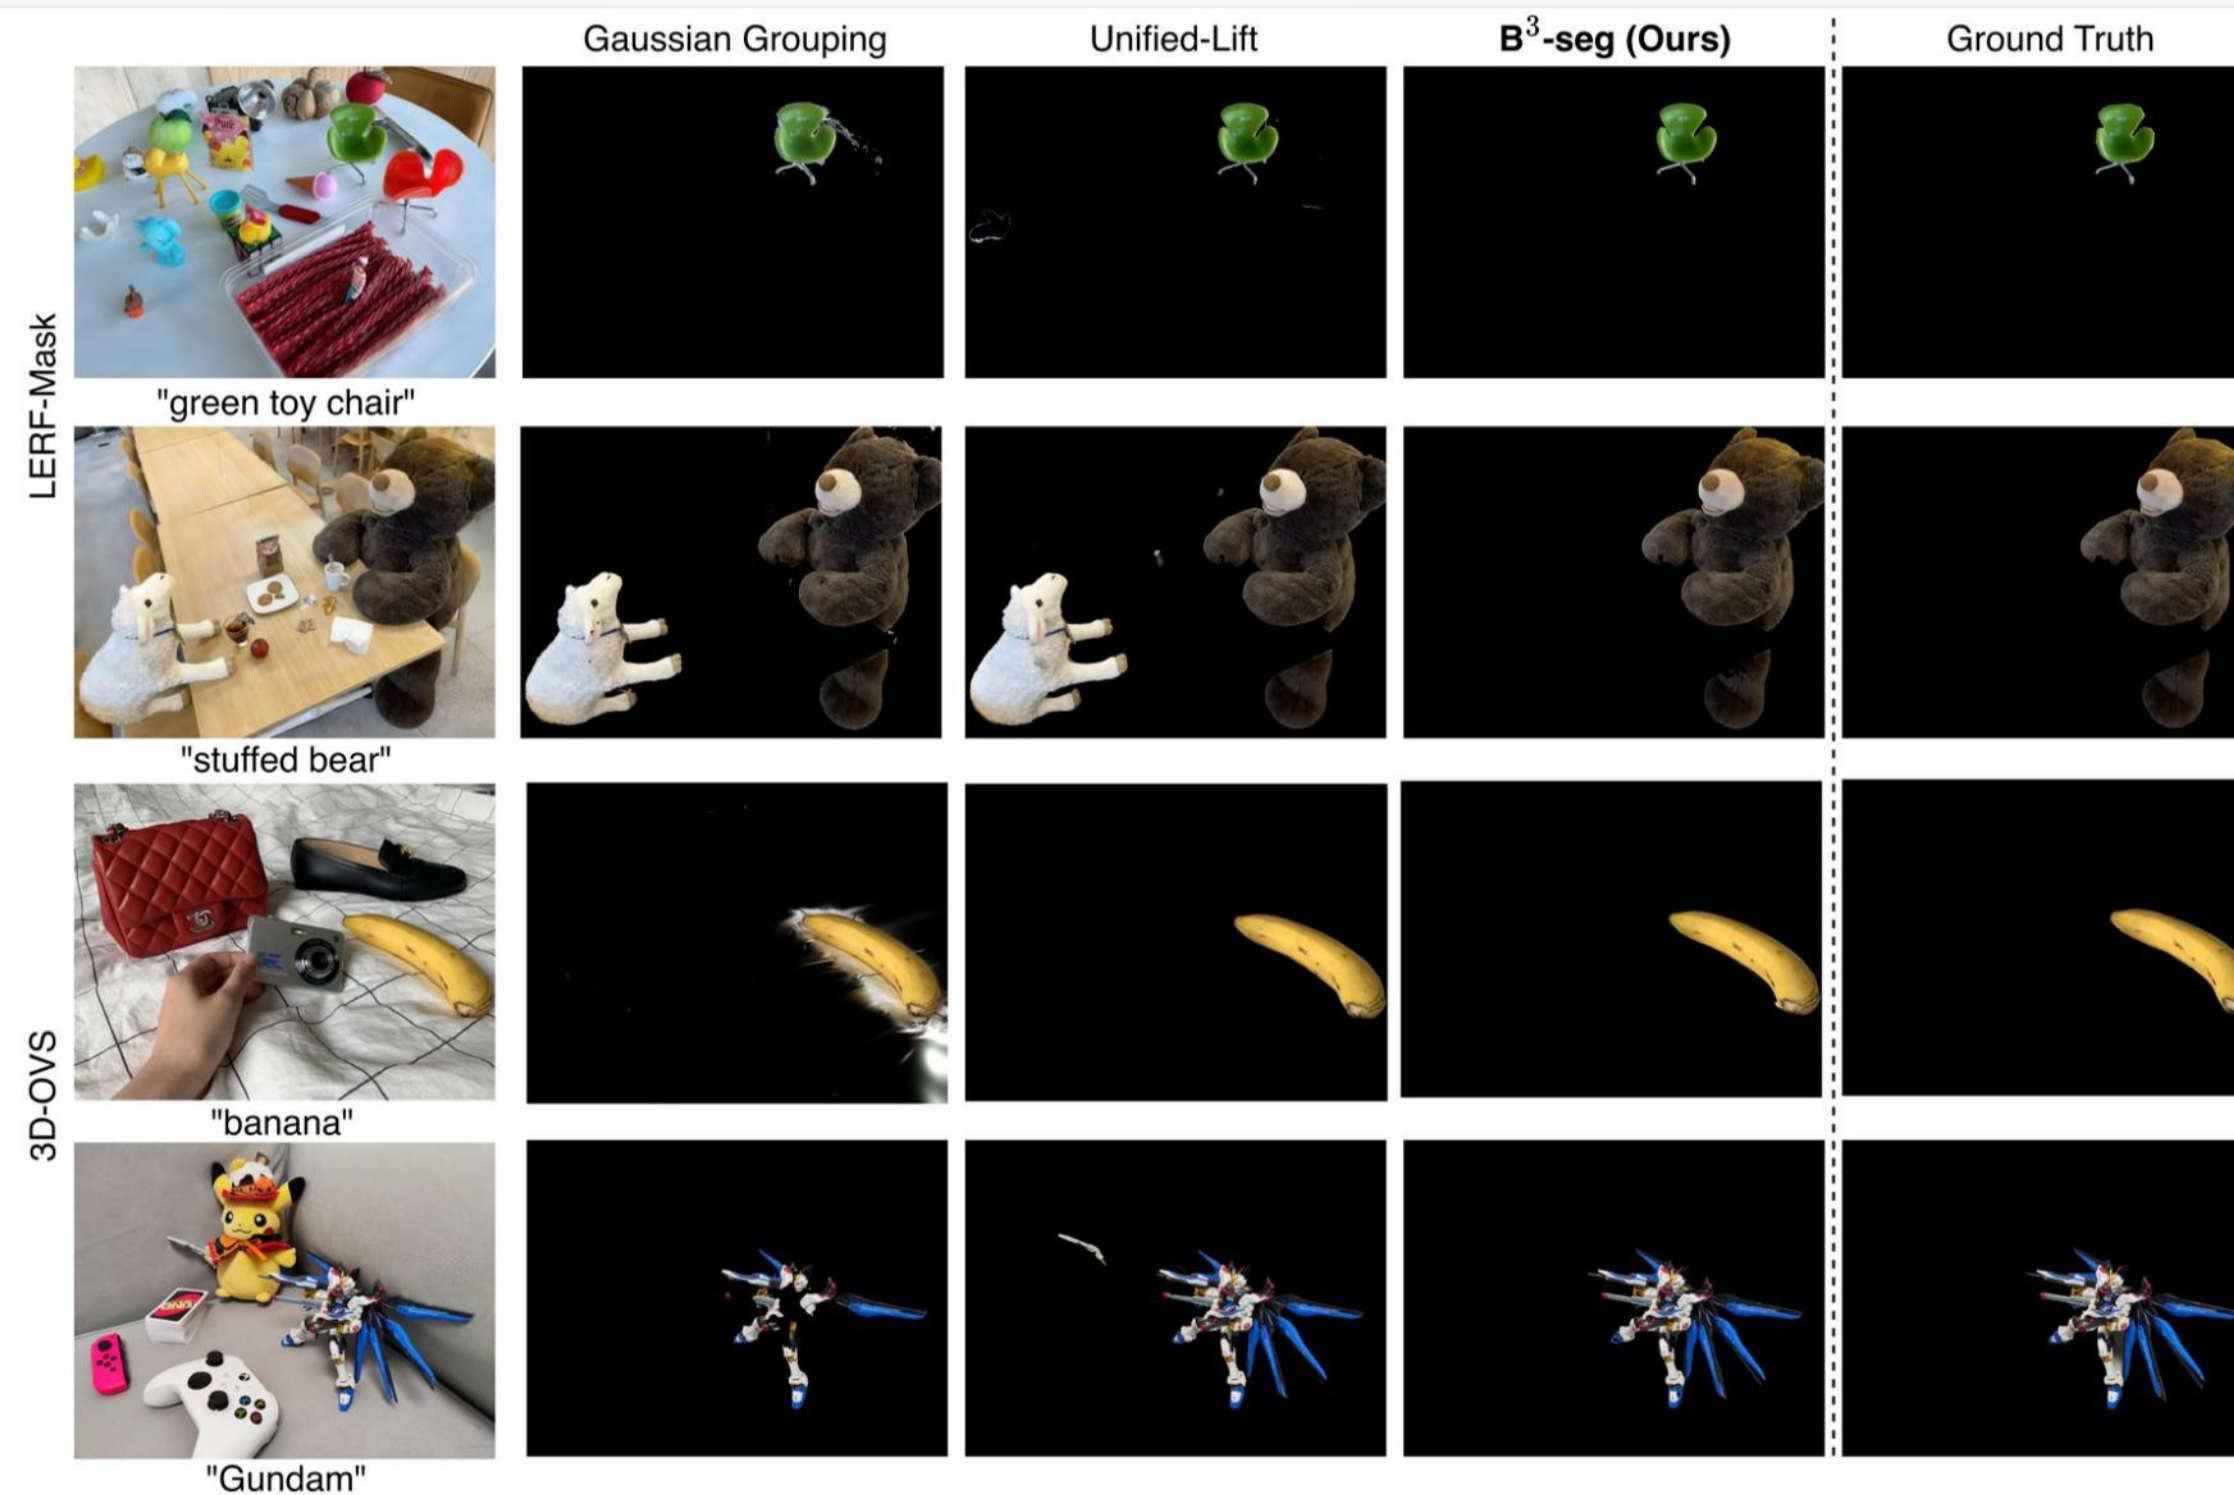 Gaussian Grouping
Unified-Lift
B³-seg (Ours)
Ground Truth
LERF-Mask
"green toy chair"
"stuffed bear"
3D-OVS
"banana"
UNO
"Gundam"